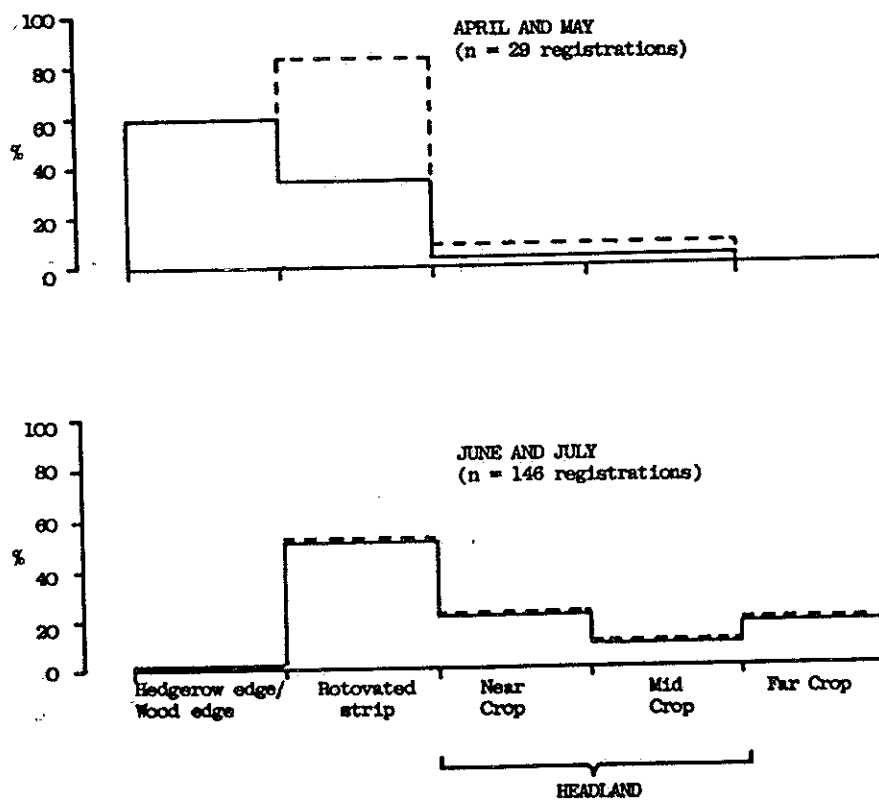 APRIL AND MAY
(n = 29 registrations)
100
80
60
%
40
20
0
JUNE AND JULY
(n = 146 registrations)
100
80
60
%
40
20
0
Hedgerow edge/
Wood edge
Rotovated
strip
Near
Crop
Mid
Crop
Far Crop
HEADLAND